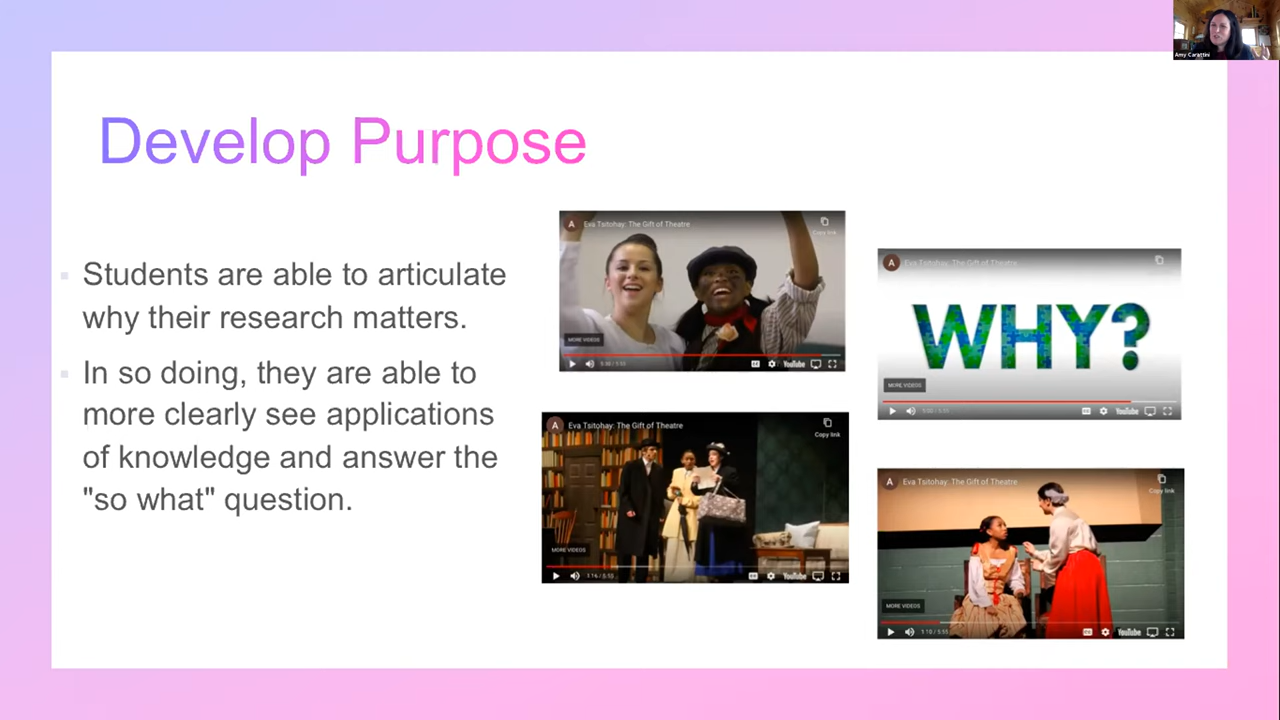 Amy Carattini
Develop Purpose
Students are able to articulate
why their research matters.
In so doing, they are able to
more clearly see applications
of knowledge and answer the
"so what" question.
A Eva Tsitohay: The Gift of Theatre
Copy link
MORE VIDEOS
YouTube
A Eva Tsitohay: The Gift of Theatre
WHY?
MORE VIDEOS
YouTube
A Eva Tsitohay: The Gift of Theatre
Copy link
MORE VIDEOS
YouTube
A Eva Tsitohay: The Gift of Theatre
Copy link
MORE VIDEOS
YouTube